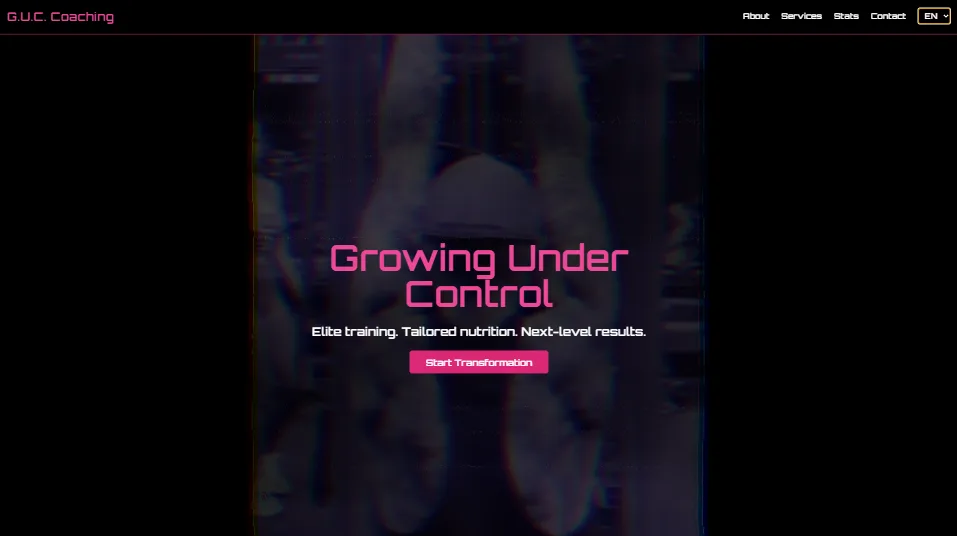 G.U.C. Coaching
About Services Stats Contact EN
Growing Under
Control
Elite training. Tailored nutrition. Next-level results.
Start Transformation